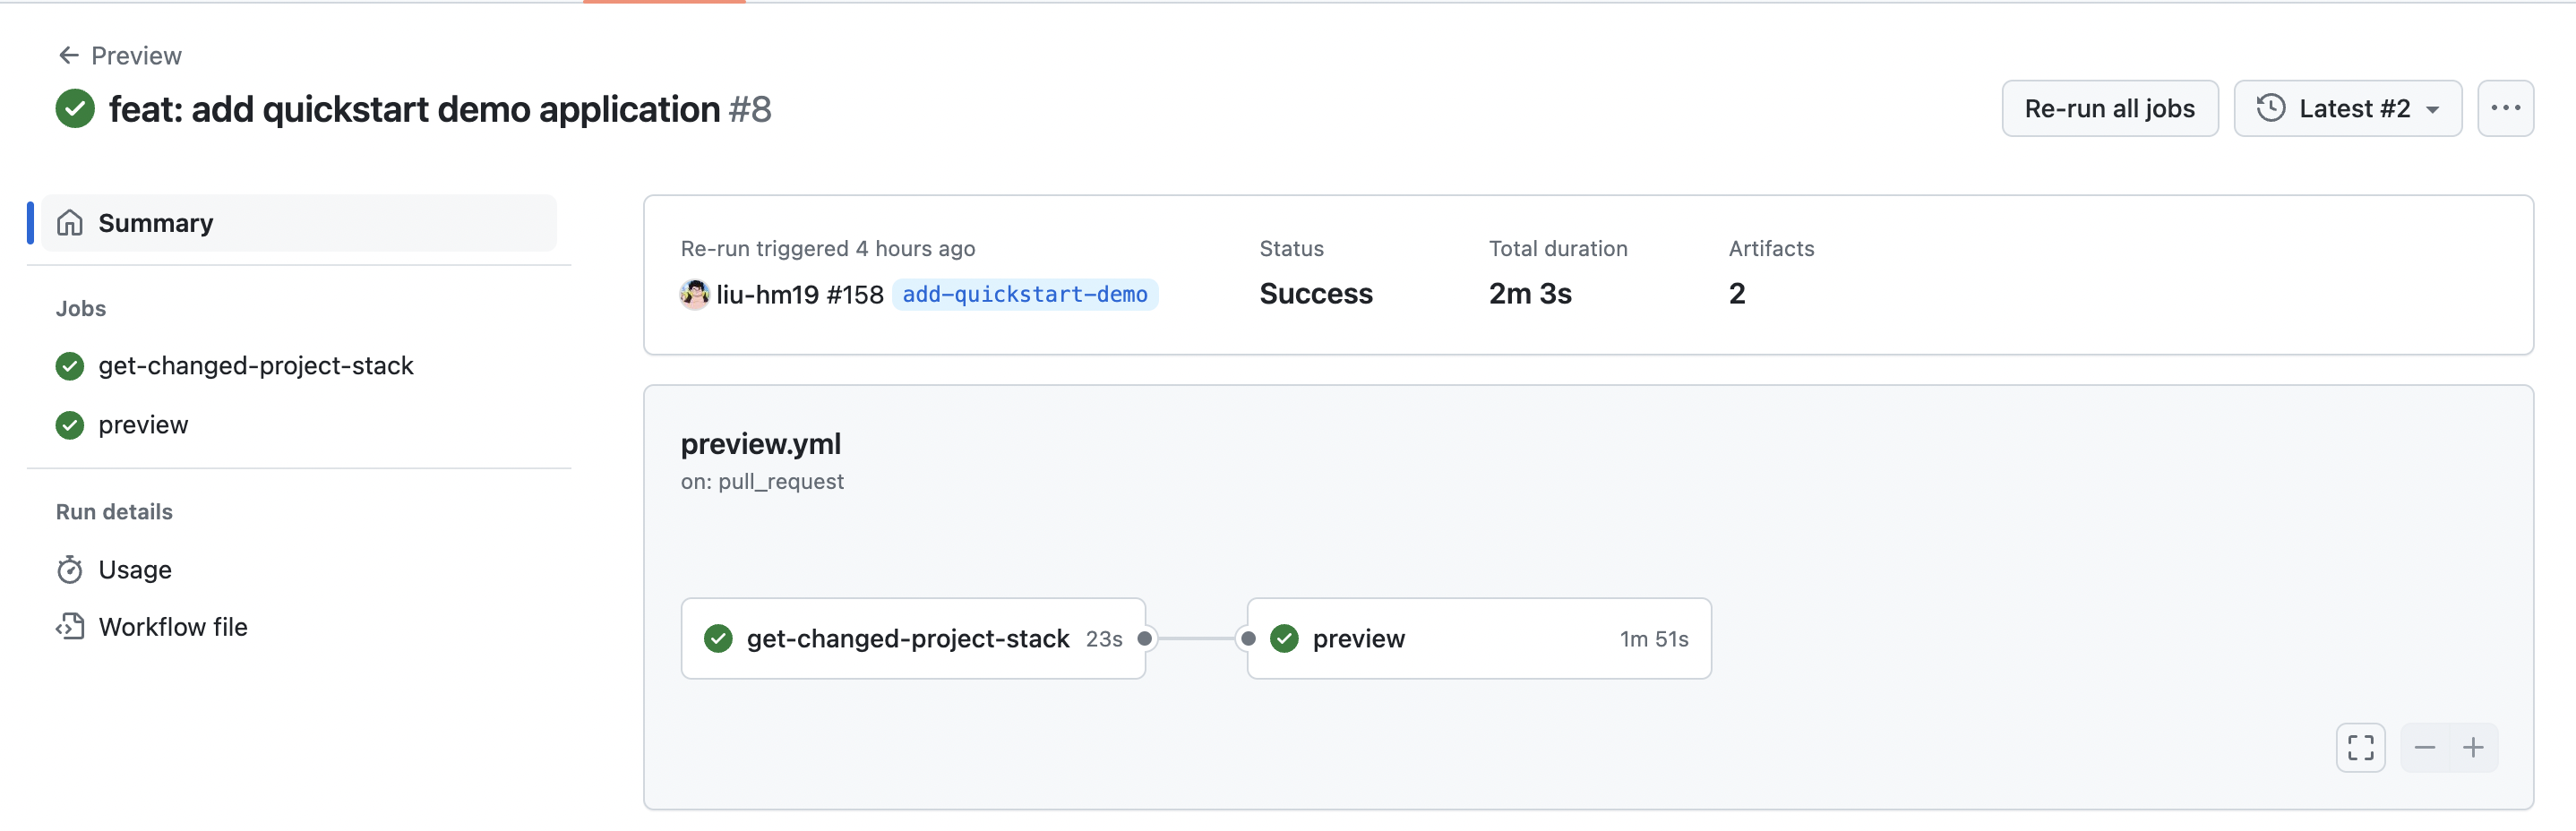 Preview
feat: add quickstart demo application #8
Re-run all jobs
Latest #2
Summary
Jobs
get-changed-project-stack
preview
Run details
Usage
Workflow file
Re-run triggered 4 hours ago
liu-hm19 #158 add-quickstart-demo
Status
Success
Total duration
2m 3s
Artifacts
2
preview.yml
on: pull_request
get-changed-project-stack 23s
preview 1m 51s